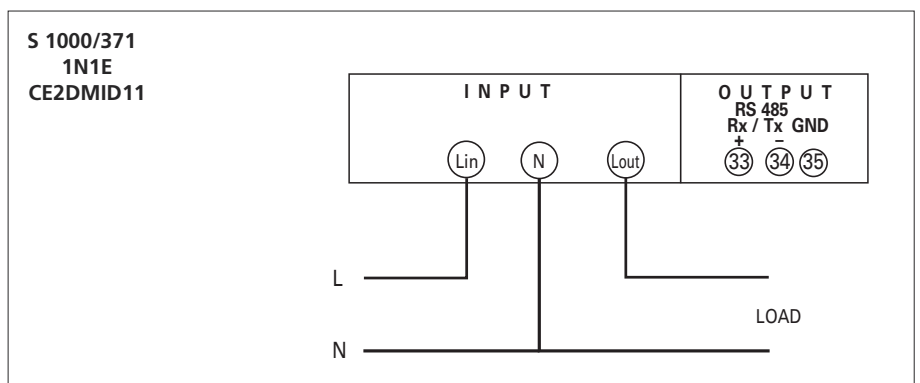 S 1000/371
1N1E
CE2DMID11
INPUT
OUTPUT
RS 485
Rx / Tx GND
+ –
Lin N Lout
33 34 35
L
LOAD
N